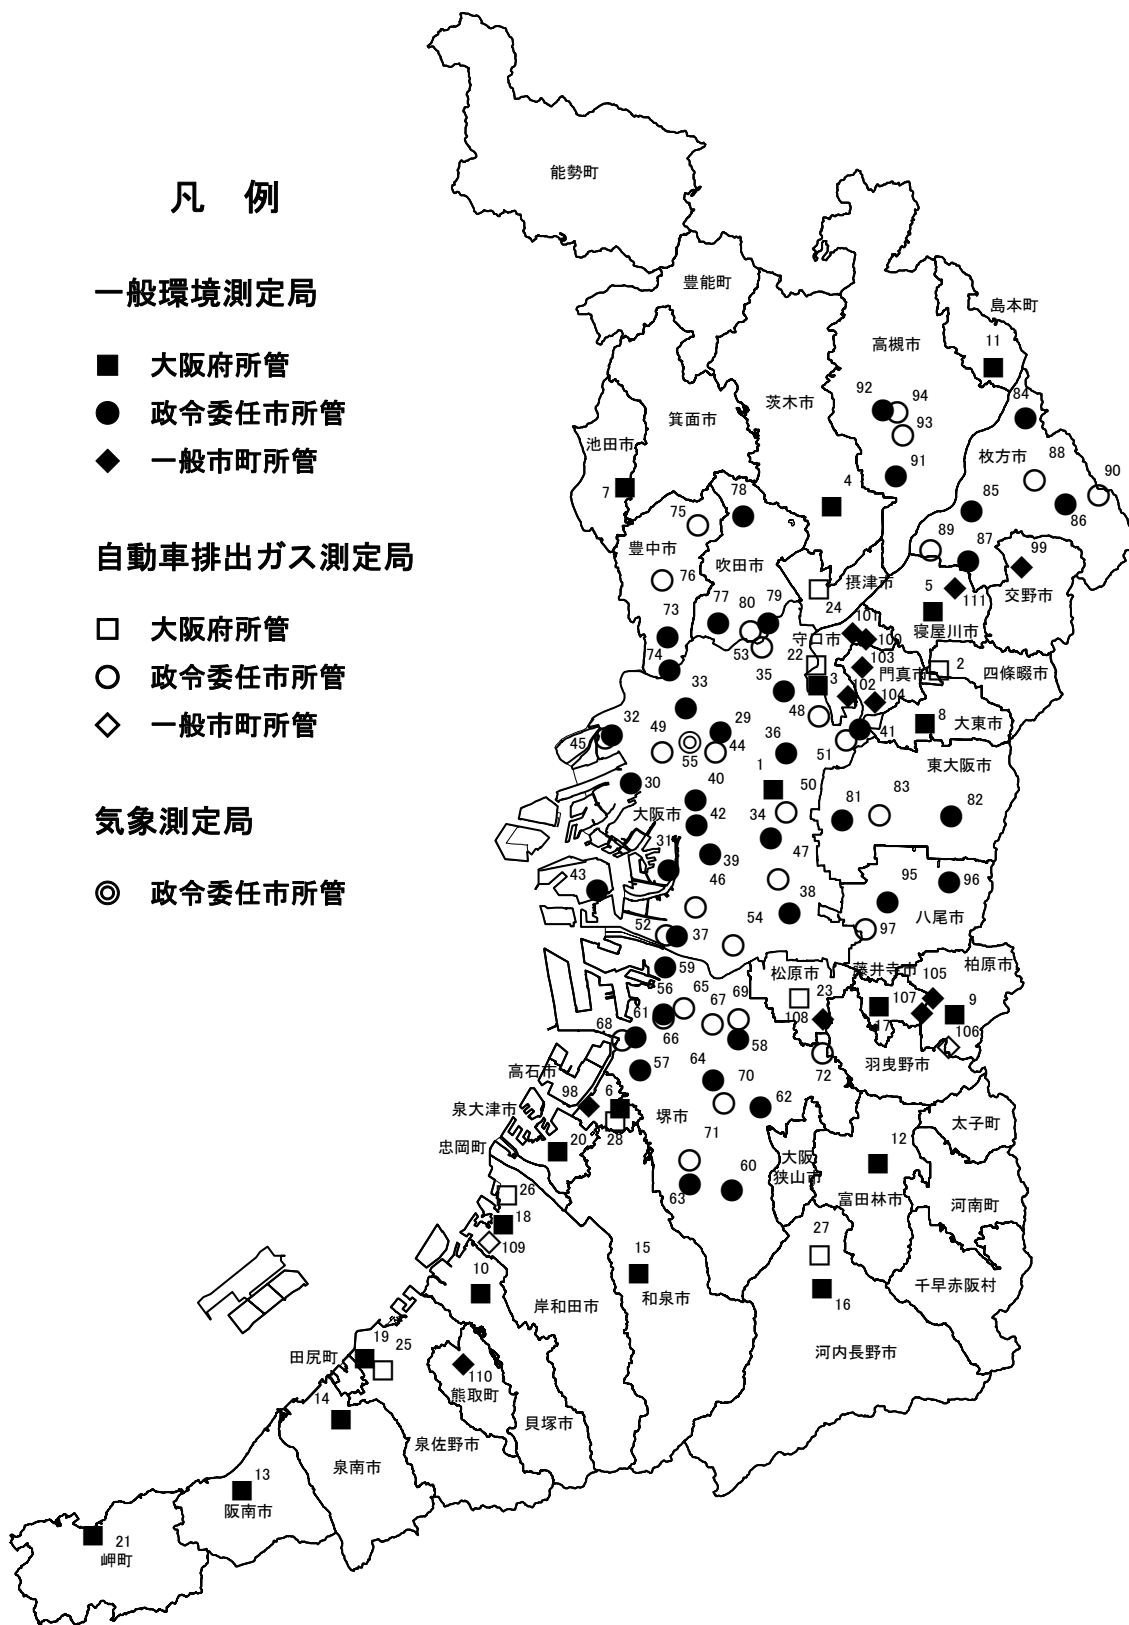 凡　例
一般環境測定局
■ 大阪府所管
● 政令委任市所管
◆ 一般市町所管
自動車排出ガス測定局
□ 大阪府所管
○ 政令委任市所管
◇ 一般市町所管
気象測定局
◎ 政令委任市所管
能勢町
豊能町
島本町
11
高槻市
92
94
93
84
茨木市
箕面市
池田市
枚方市
88
90
91
7
4
78
85
86
75
89
87
99
豊中市
吹田市
76
摂津市
5
111
交野市
24
寝屋川市
73
77
80
79
守口市
101
100
53
22
103
74
35
3
門真市
2
四條畷市
33
102
104
48
8
大東市
32
49
29
36
41
45
44
51
55
1
東大阪市
30
40
50
大阪市
42
34
81
83
82
31
39
47
43
46
38
95
96
八尾市
52
37
54
97
59
松原市
藤井寺市
柏原市
56
65
67
69
23
107
105
9
61
108
17
106
68
66
58
57
64
72
羽曳野市
高石市
70
98
6
62
泉大津市
堺市
太子町
忠岡町
20
28
71
大阪
狭山市
12
60
63
富田林市
河南町
26
18
109
27
10
15
岸和田市
和泉市
16
千早赤阪村
河内長野市
19
25
田尻町
110
14
熊取町
貝塚市
泉佐野市
泉南市
13
阪南市
21
岬町